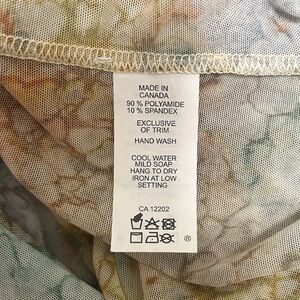 MADE IN
CANADA
90 % POLYAMIDE
10 % SPANDEX
EXCLUSIVE
OF TRIM
HAND WASH
COOL WATER
MILD SOAP
HANG TO DRY
IRON AT LOW
SETTING
CA 12202
®